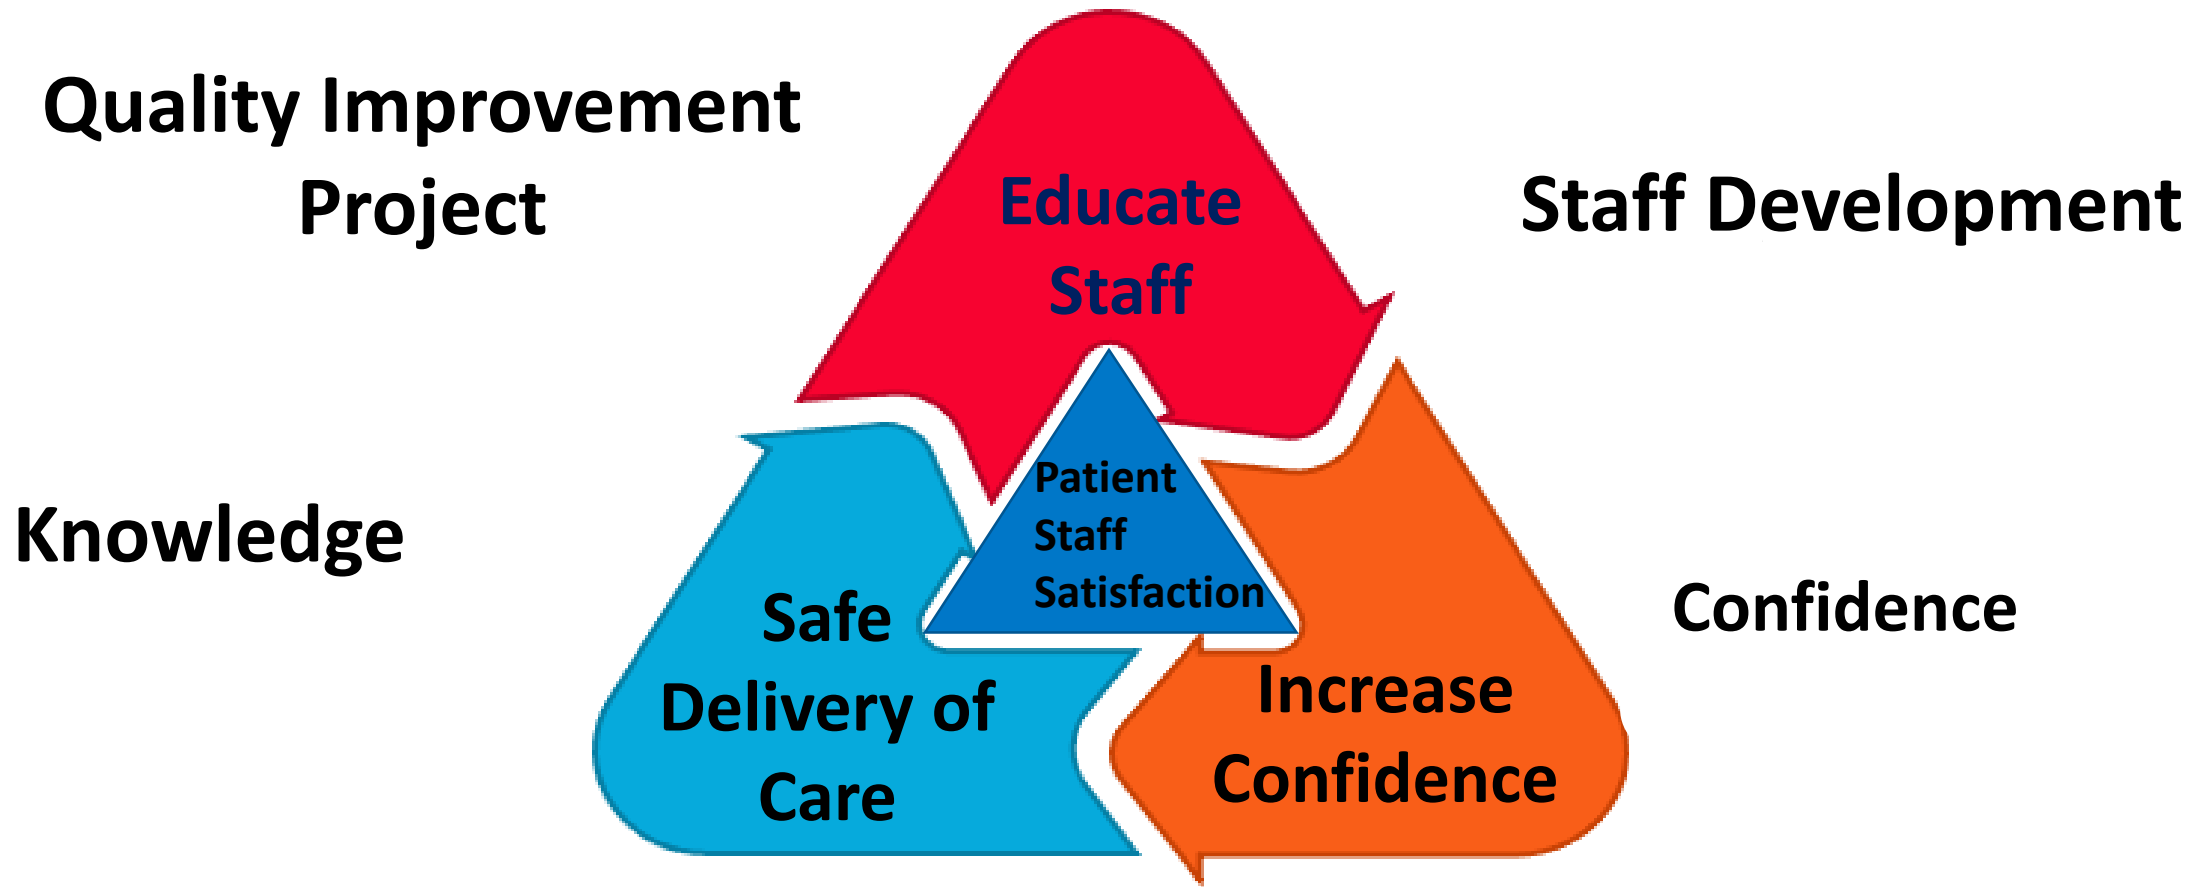 Quality Improvement
Project
Educate
Staff
Staff Development
Knowledge
Patient
Staff
Satisfaction
Confidence
Safe
Delivery of
Care
Increase
Confidence